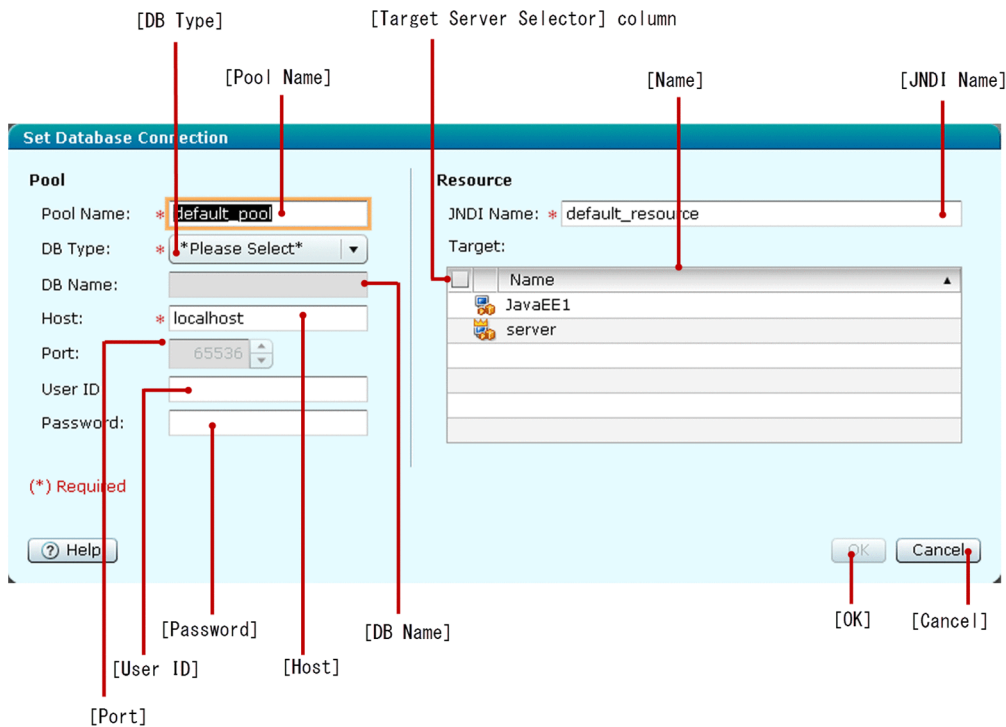 [DB Type]
[Target Server Selector] column
[Pool Name]
[Name]
[JNDI Name]
Set Database Connection
Pool
Resource
Pool Name: * default_pool
JNDI Name: * default_resource
DB Type: * *Please Select*
Target:
DB Name:
Name
Host: * localhost
JavaEE1
server
Port: * 65536
User ID
Password:
(*) Required
Help
OK
Cancel
[Password]
[DB Name]
[OK]
[Cancel]
[User ID]
[Host]
[Port]